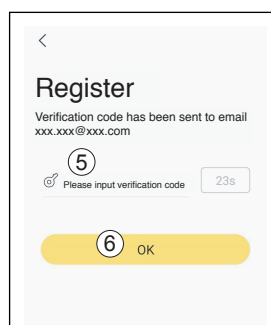 Register
Verification code has been sent to email
xxx.xxx@xxx.com
5
Please input verification code
23s
6
OK